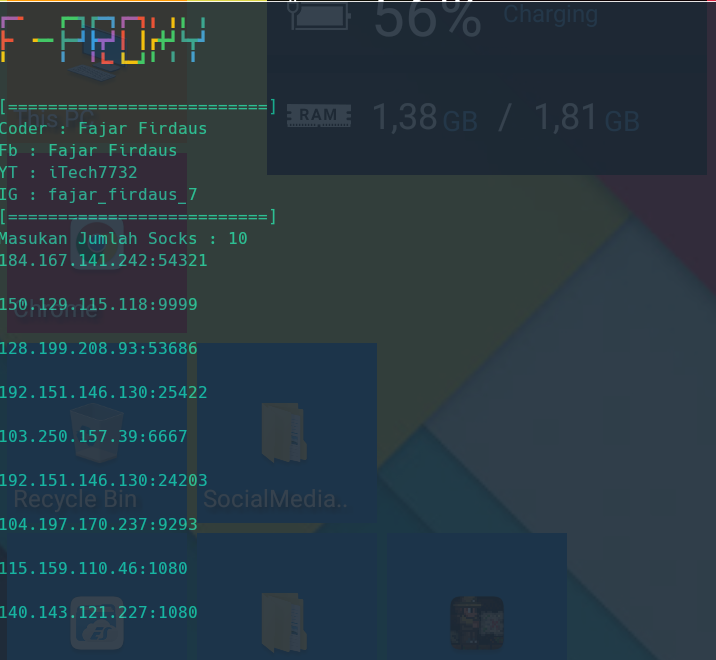 F-PROXY
56% Charging
RAM 1,38 GB / 1,81 GB
[==========================]
This PC
Coder : Fajar Firdaus
Fb : Fajar Firdaus
YT : iTech7732
IG : fajar_firdaus_7
[==========================]
Masukan Jumlah Socks : 10
184.167.141.242:54321
150.129.115.118:9999
Chrome
128.199.208.93:53686
192.151.146.130:25422
103.250.157.39:6667
192.151.146.130:24203
Recycle Bin
SocialMedia..
104.197.170.237:9293
115.159.110.46:1080
140.143.121.227:1080